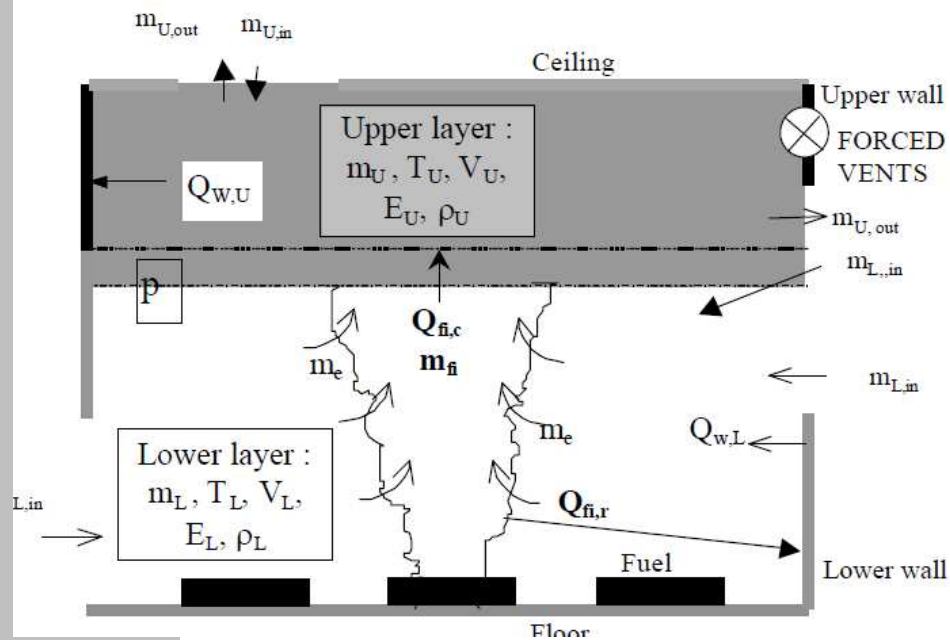 m_U,out
m_U,in
Ceiling
Upper wall
FORCED
VENTS
Upper layer :
m_U , T_U, V_U,
E_U, ρ_U
Q_W,U
m_U, out
m_L,,in
p
Q_fi,c
m_fi
m_e
m_L,in
m_e
Q_w,L
Lower layer :
m_L , T_L, V_L,
E_L, ρ_L
L,in
Q_fi,r
Fuel
Lower wall
Floor